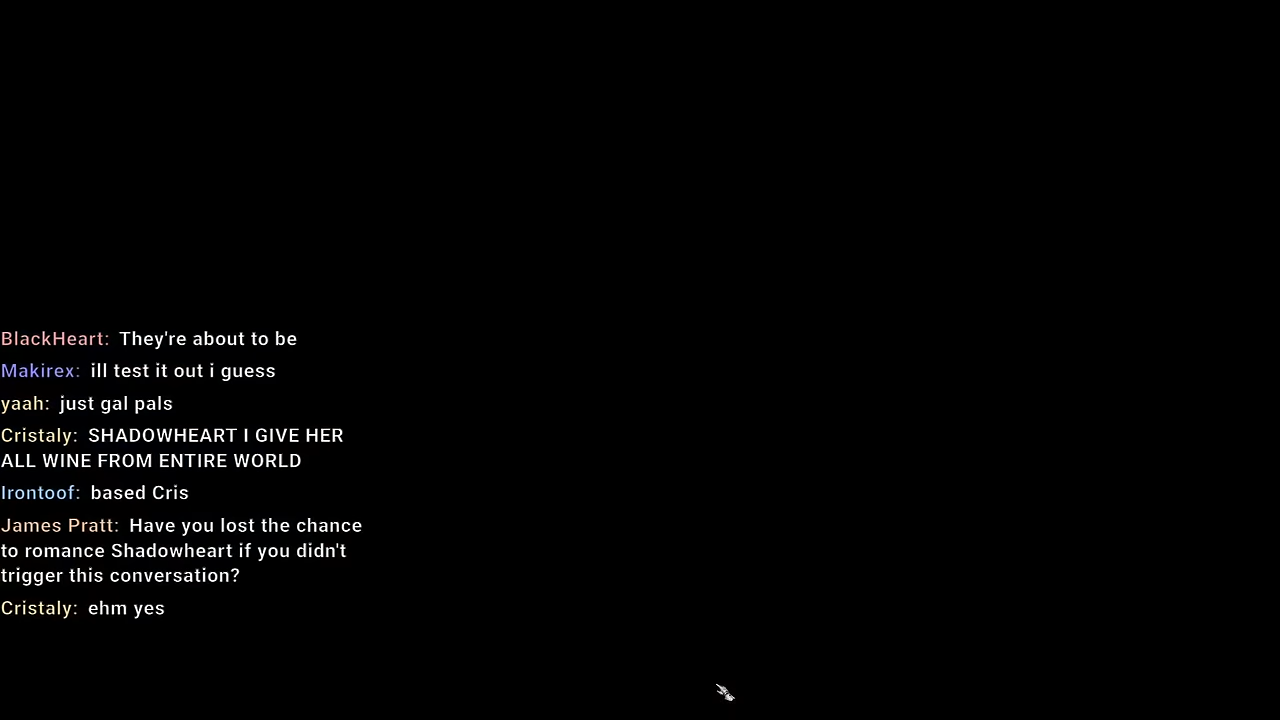 BlackHeart: They're about to be
Makirex: ill test it out i guess
yaah: just gal pals
Cristaly: SHADOWHEART I GIVE HER
ALL WINE FROM ENTIRE WORLD
Irontoof: based Cris
James Pratt: Have you lost the chance
to romance Shadowheart if you didn't
trigger this conversation?
Cristaly: ehm yes